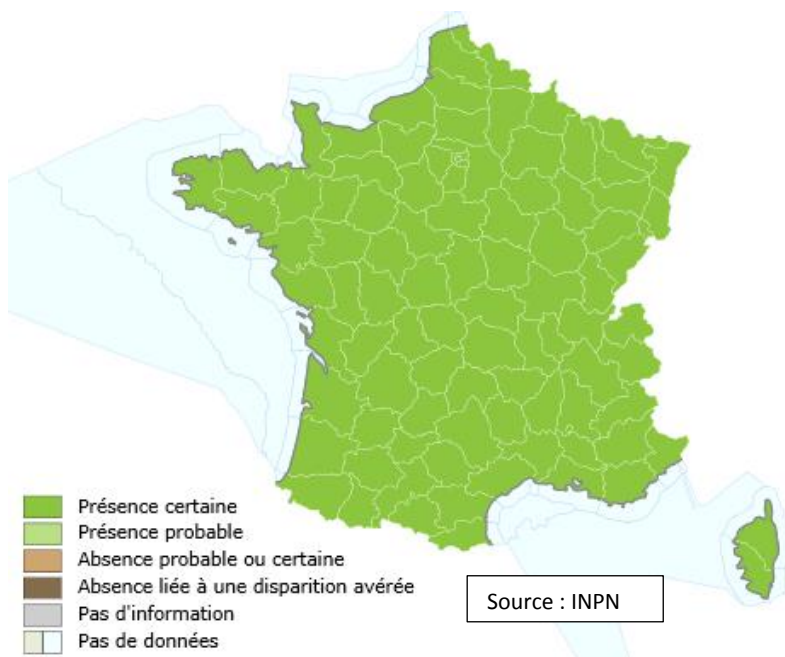 Présence certaine
Présence probable
Absence probable ou certaine
Absence liée à une disparition avérée
Pas d'information
Pas de données
Source : INPN